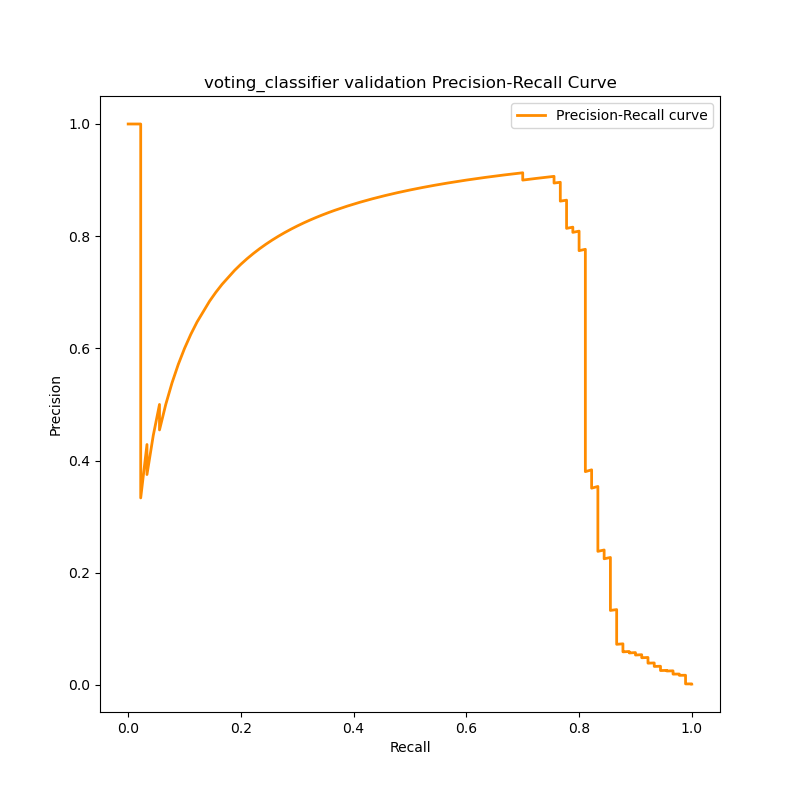 voting_classifier validation Precision-Recall Curve
Precision-Recall curve
1.0
0.8
0.6
0.4
0.2
0.0
Precision
0.0 0.2 0.4 0.6 0.8 1.0
Recall